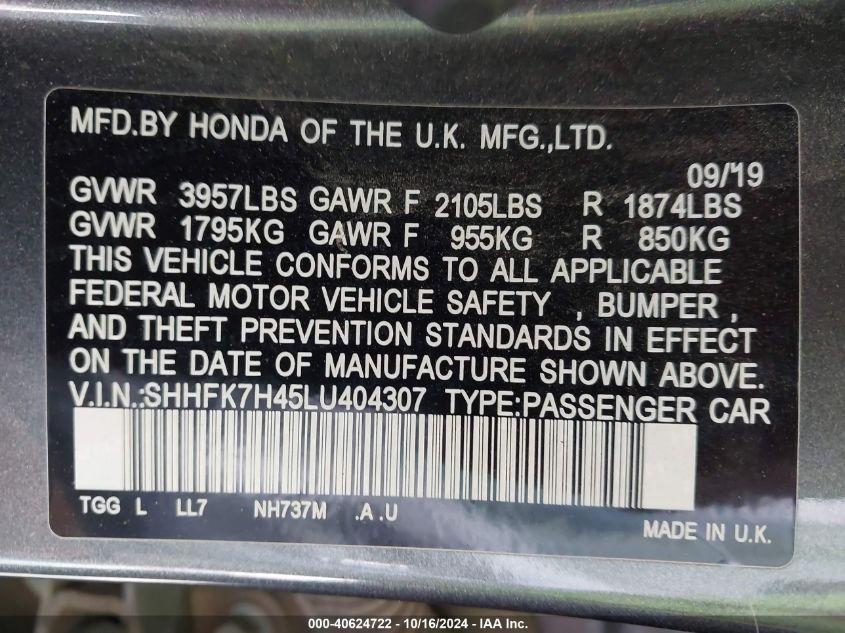 MFD.BY HONDA OF THE U.K. MFG.,LTD.
09/19
GVWR 3957LBS GAWR F 2105LBS R 1874LBS
GVWR 1795KG GAWR F 955KG R 850KG
THIS VEHICLE CONFORMS TO ALL APPLICABLE
FEDERAL MOTOR VEHICLE SAFETY , BUMPER ,
AND THEFT PREVENTION STANDARDS IN EFFECT
ON THE DATE OF MANUFACTURE SHOWN ABOVE.
V.I.N.:SHHFK7H45LU404307 TYPE:PASSENGER CAR
TGG L LL7 NH737M .A .U
MADE IN U.K.
000-40624722 - 10/16/2024 - IAA Inc.